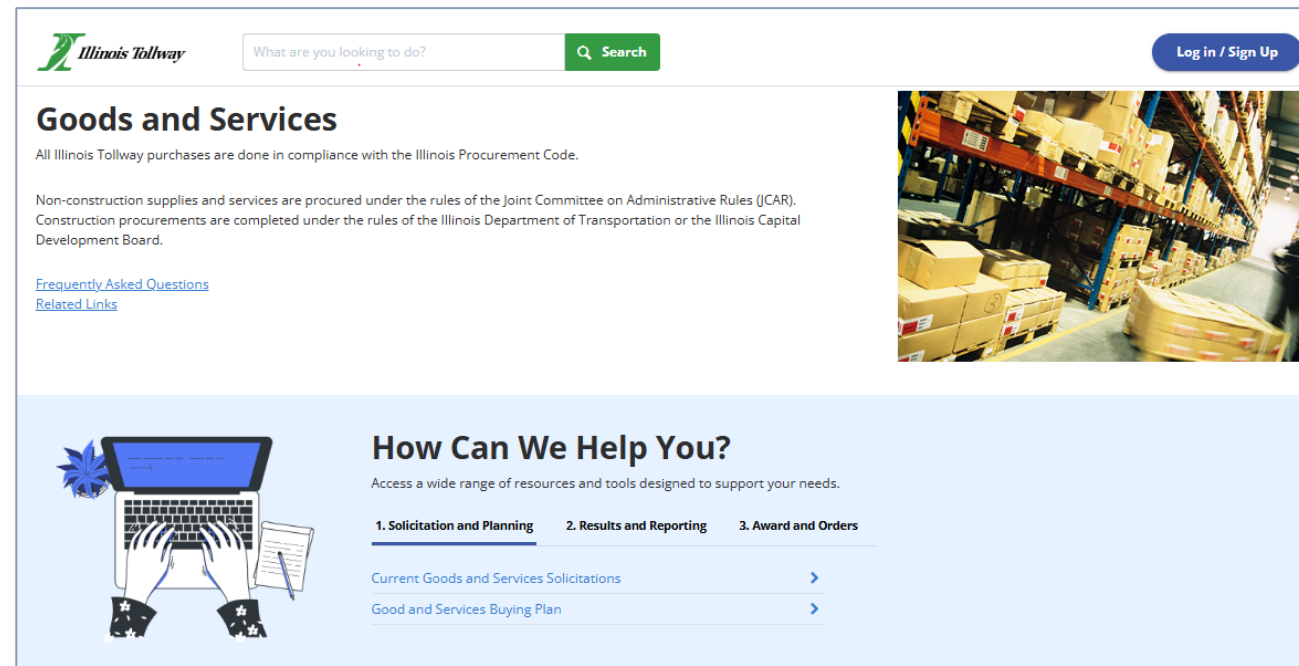 Illinois Tollway
What are you looking to do?
Search
Log in / Sign Up
Goods and Services
All Illinois Tollway purchases are done in compliance with the Illinois Procurement Code.
Non-construction supplies and services are procured under the rules of the Joint Committee on Administrative Rules (JCAR).
Construction procurements are completed under the rules of the Illinois Department of Transportation or the Illinois Capital
Development Board.
Frequently Asked Questions
Related Links
How Can We Help You?
Access a wide range of resources and tools designed to support your needs.
1. Solicitation and Planning 2. Results and Reporting 3. Award and Orders
Current Goods and Services Solicitations
Good and Services Buying Plan